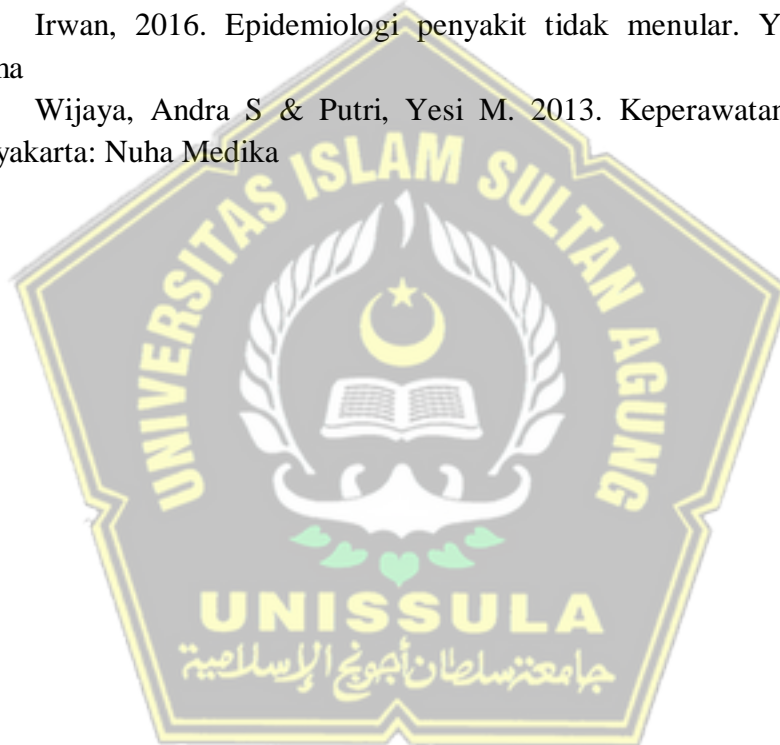 Irwan, 2016. Epidemiologi penyakit tidak menular. Y
na
Wijaya, Andra S & Putri, Yesi M. 2013. Keperawatan
yakarta: Nuha Medika
UNIVERSITAS ISLAM SULTAN AGUNG
UNISSULA
جامعة سلطان أجونج الإسلامية